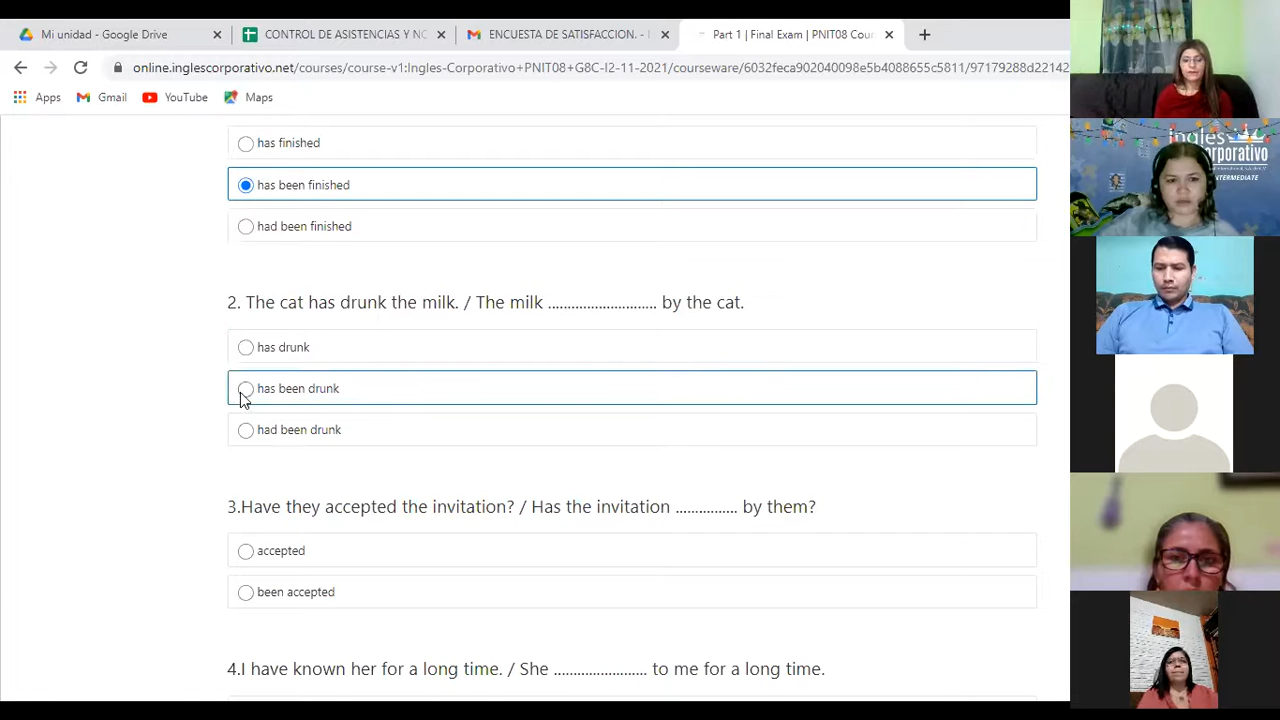 Mi unidad - Google Drive
CONTROL DE ASISTENCIAS Y
ENCUESTA DE SATISFACCION. -
Part 1 | Final Exam | PNIT08 Cour
online.inglescorporativo.net/courses/course-v1:Ingles-Corporativo+PNIT08+G8C-I2-11-2021/courseware/6032feca902040098e5b4088655c5811/97179288d22142
Apps
Gmail
YouTube
Maps
has finished
has been finished
had been finished
2. The cat has drunk the milk. / The milk ........................... by the cat.
has drunk
has been drunk
had been drunk
3.Have they accepted the invitation? / Has the invitation ............... by them?
accepted
been accepted
4.I have known her for a long time. / She ....................... to me for a long time.
Ingles
orporativo
INTERMEDIATE